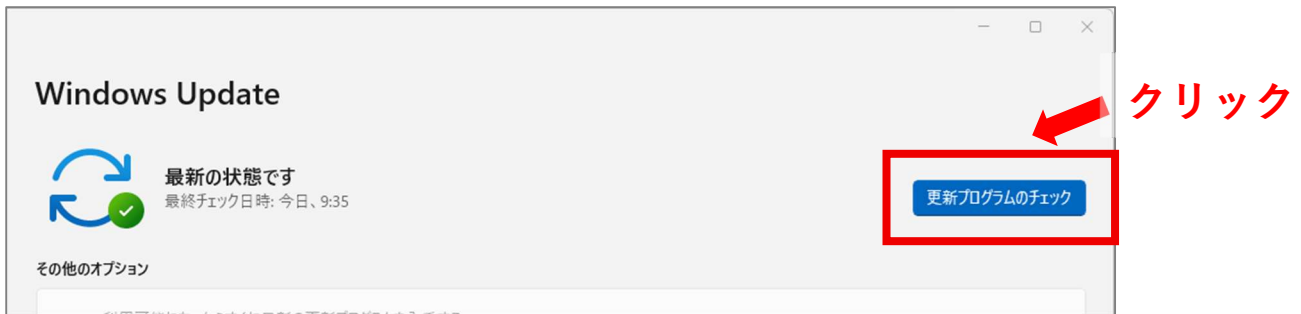 Windows Update
クリック
最新の状態です
最終チェック日時: 今日、9:35
更新プログラムのチェック
その他のオプション